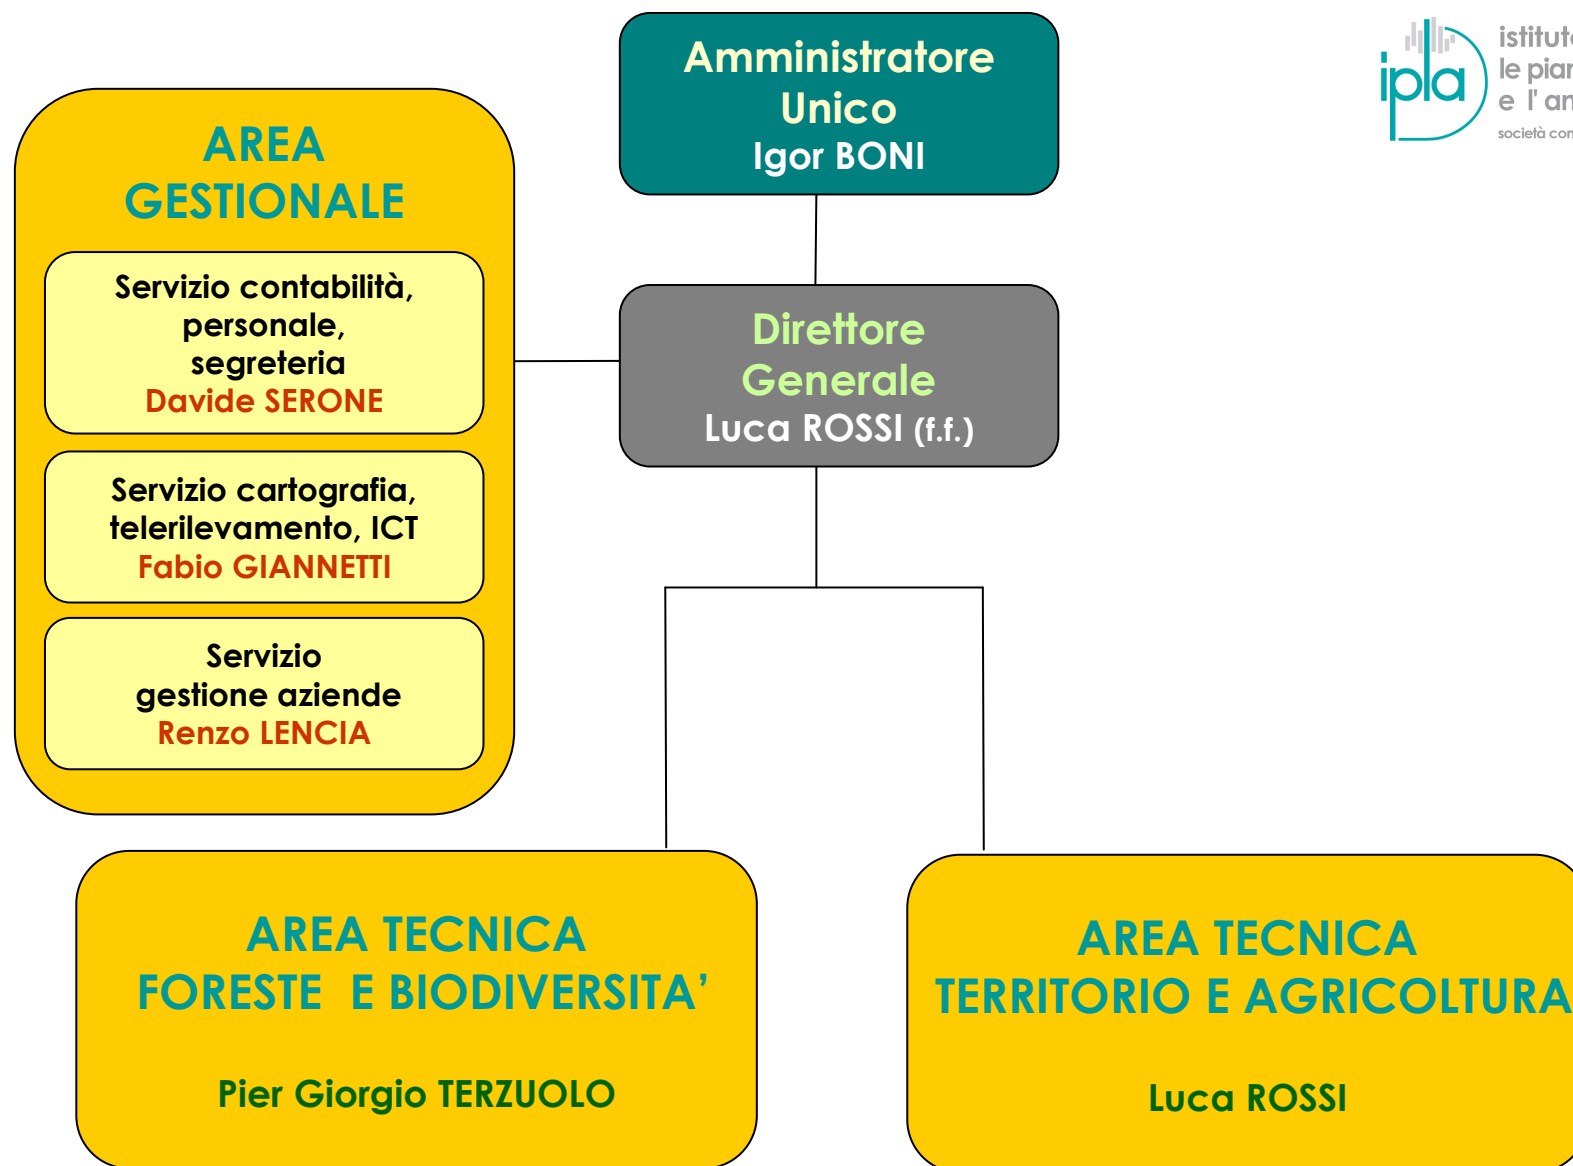 Amministratore
Unico
Igor BONI
ipla
le
e l'
società
AREA
GESTIONALE
Servizio contabilità,
personale,
segreteria
Davide SERONE
Servizio cartografia,
telerilevamento, ICT
Fabio GIANNETTI
Servizio
gestione aziende
Renzo LENCIA
Direttore
Generale
Luca ROSSI (f.f.)
AREA TECNICA
FORESTE E BIODIVERSITA’
Pier Giorgio TERZUOLO
AREA TECNICA
TERRITORIO E AGRICOLTURA
Luca ROSSI